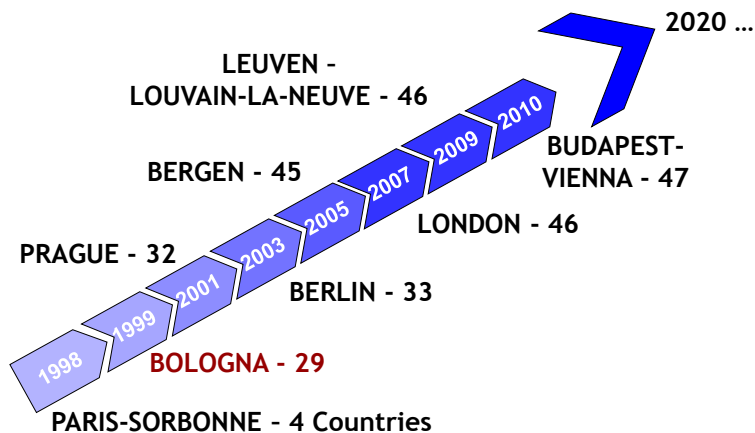 2020 …
LEUVEN –
LOUVAIN-LA-NEUVE - 46
2010
BUDAPEST-
VIENNA - 47
2009
BERGEN - 45
2007
LONDON - 46
2005
PRAGUE - 32
2003
BERLIN - 33
2001
1999
BOLOGNA - 29
1998
PARIS-SORBONNE – 4 Countries